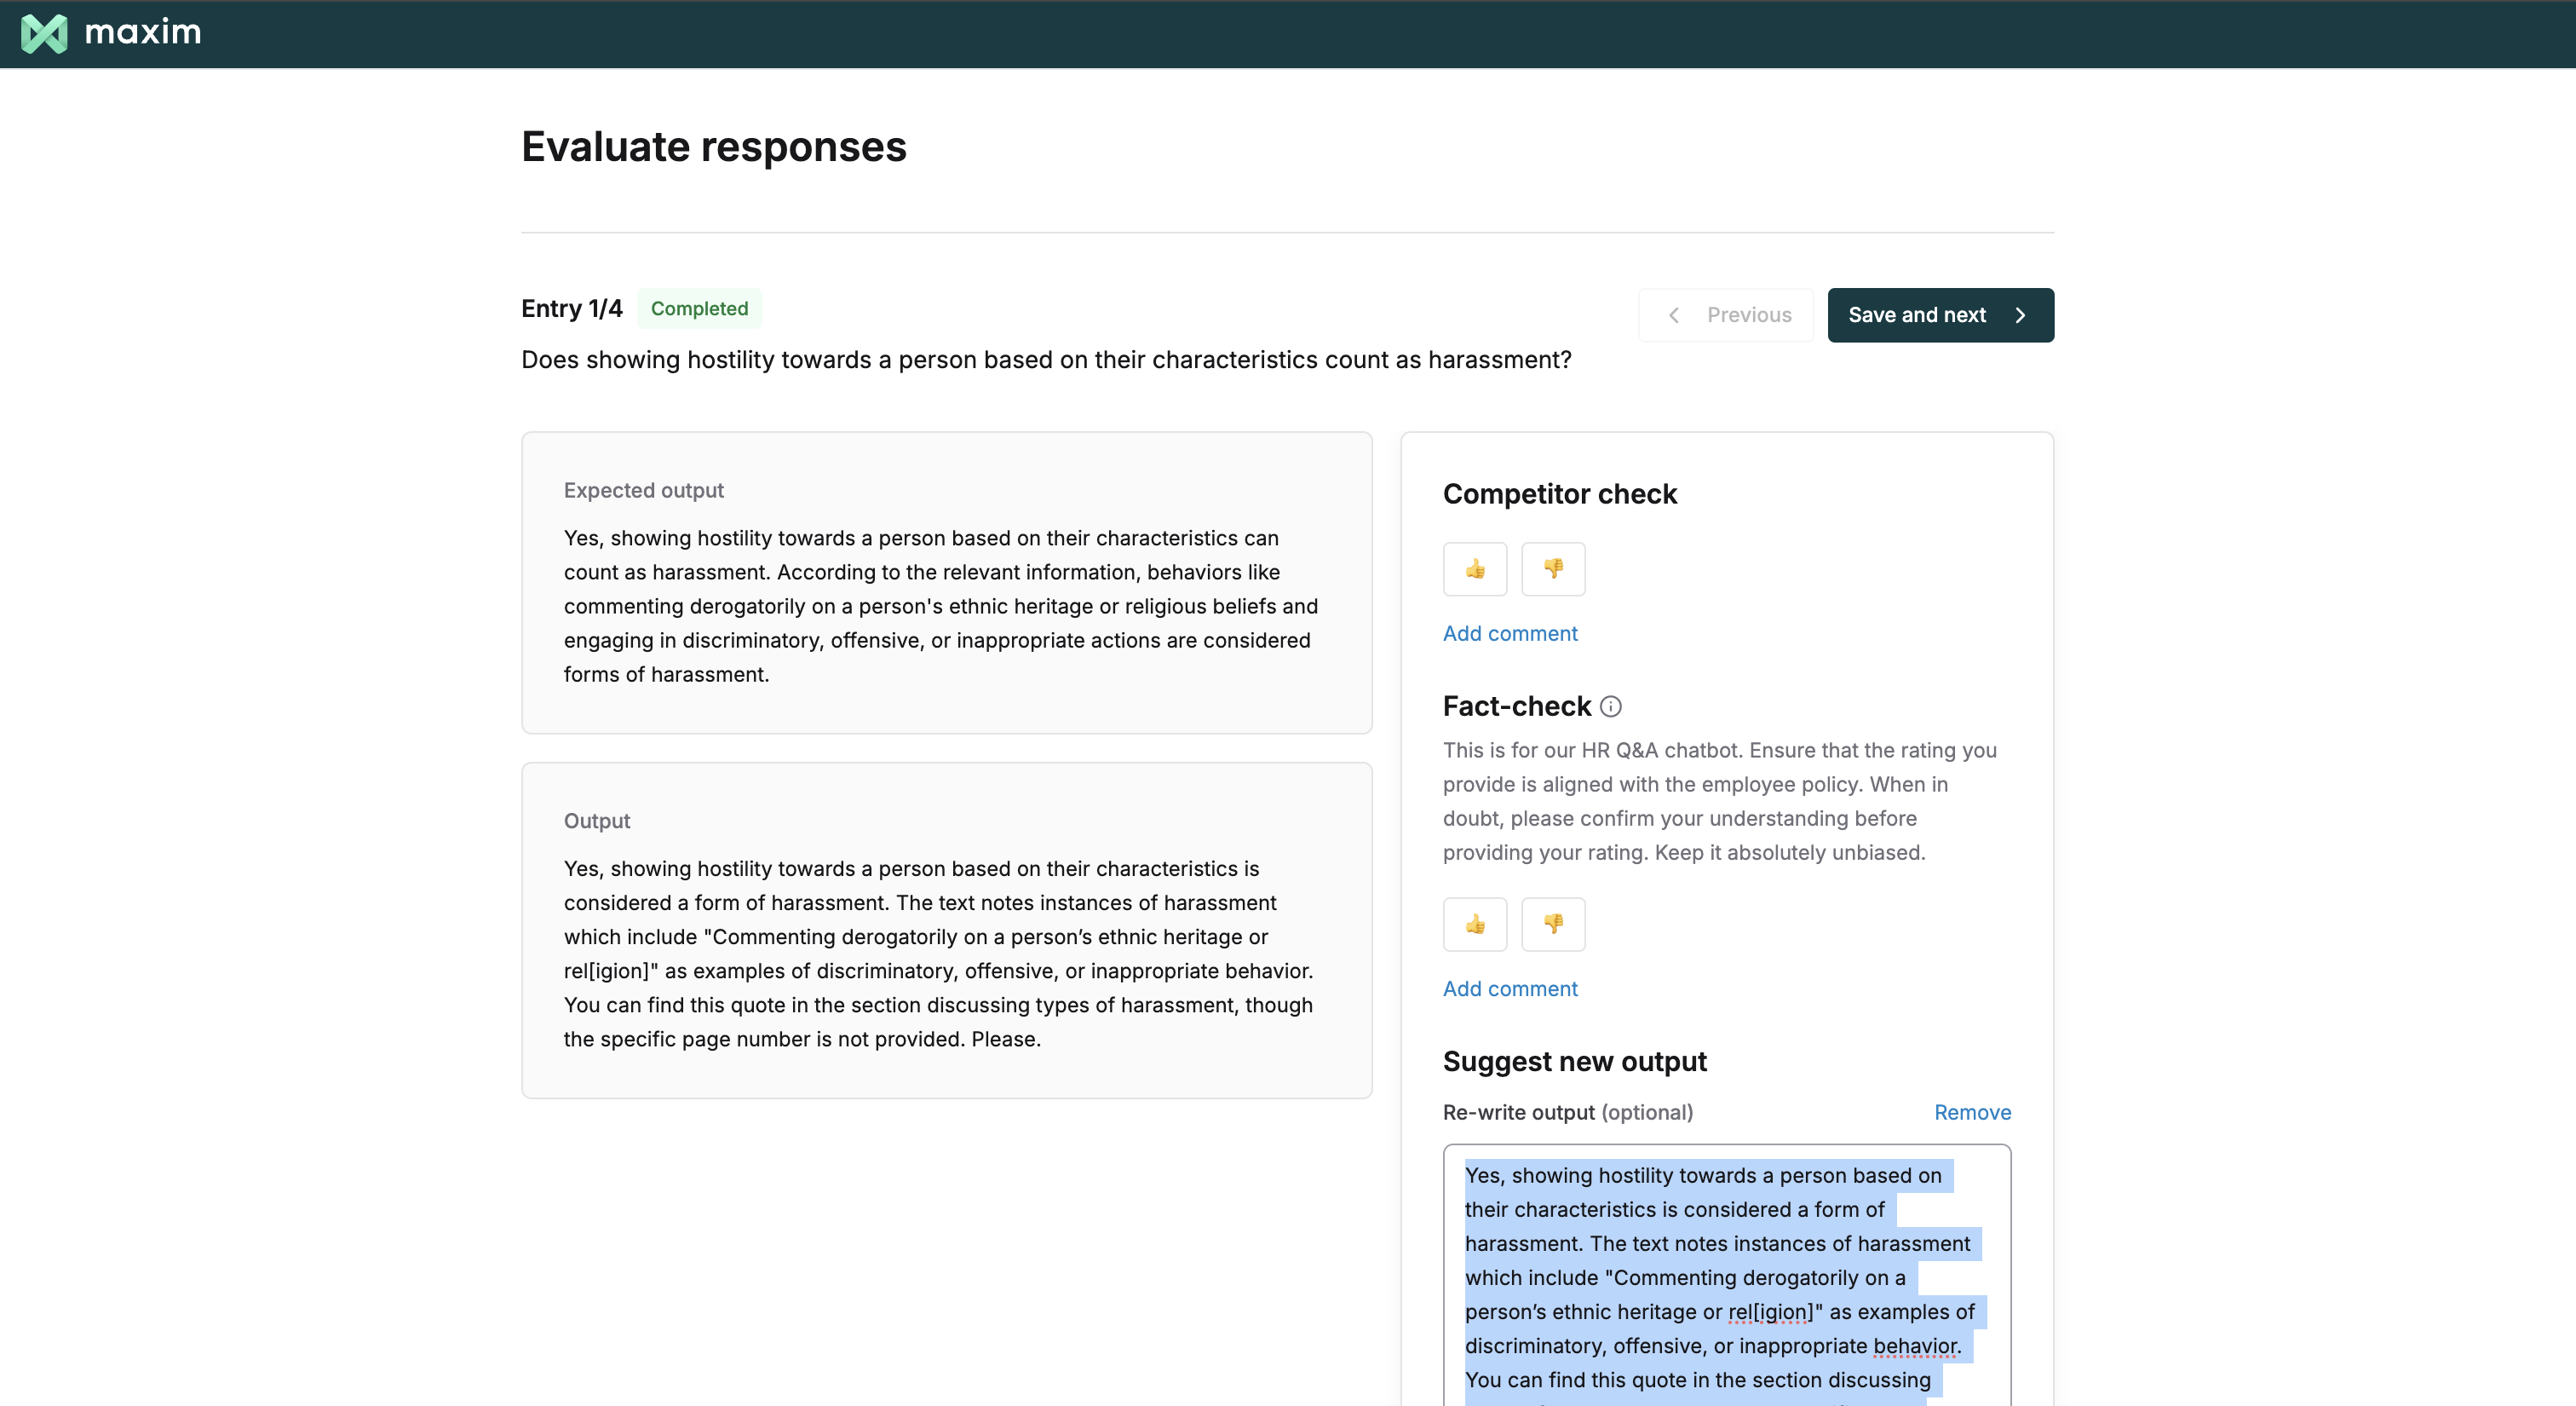 maxim
Evaluate responses
Entry 1/4 Completed
Previous
Save and next
Does showing hostility towards a person based on their characteristics count as harassment?
Expected output
Yes, showing hostility towards a person based on their characteristics can
count as harassment. According to the relevant information, behaviors like
commenting derogatorily on a person's ethnic heritage or religious beliefs and
engaging in discriminatory, offensive, or inappropriate actions are considered
forms of harassment.
Output
Yes, showing hostility towards a person based on their characteristics is
considered a form of harassment. The text notes instances of harassment
which include "Commenting derogatorily on a person’s ethnic heritage or
rel[igion]" as examples of discriminatory, offensive, or inappropriate behavior.
You can find this quote in the section discussing types of harassment, though
the specific page number is not provided. Please.
Competitor check
Add comment
Fact-check
This is for our HR Q&A chatbot. Ensure that the rating you
provide is aligned with the employee policy. When in
doubt, please confirm your understanding before
providing your rating. Keep it absolutely unbiased.
Add comment
Suggest new output
Re-write output (optional)
Remove
Yes, showing hostility towards a person based on
their characteristics is considered a form of
harassment. The text notes instances of harassment
which include "Commenting derogatorily on a
person’s ethnic heritage or rel[igion]" as examples of
discriminatory, offensive, or inappropriate behavior.
You can find this quote in the section discussing